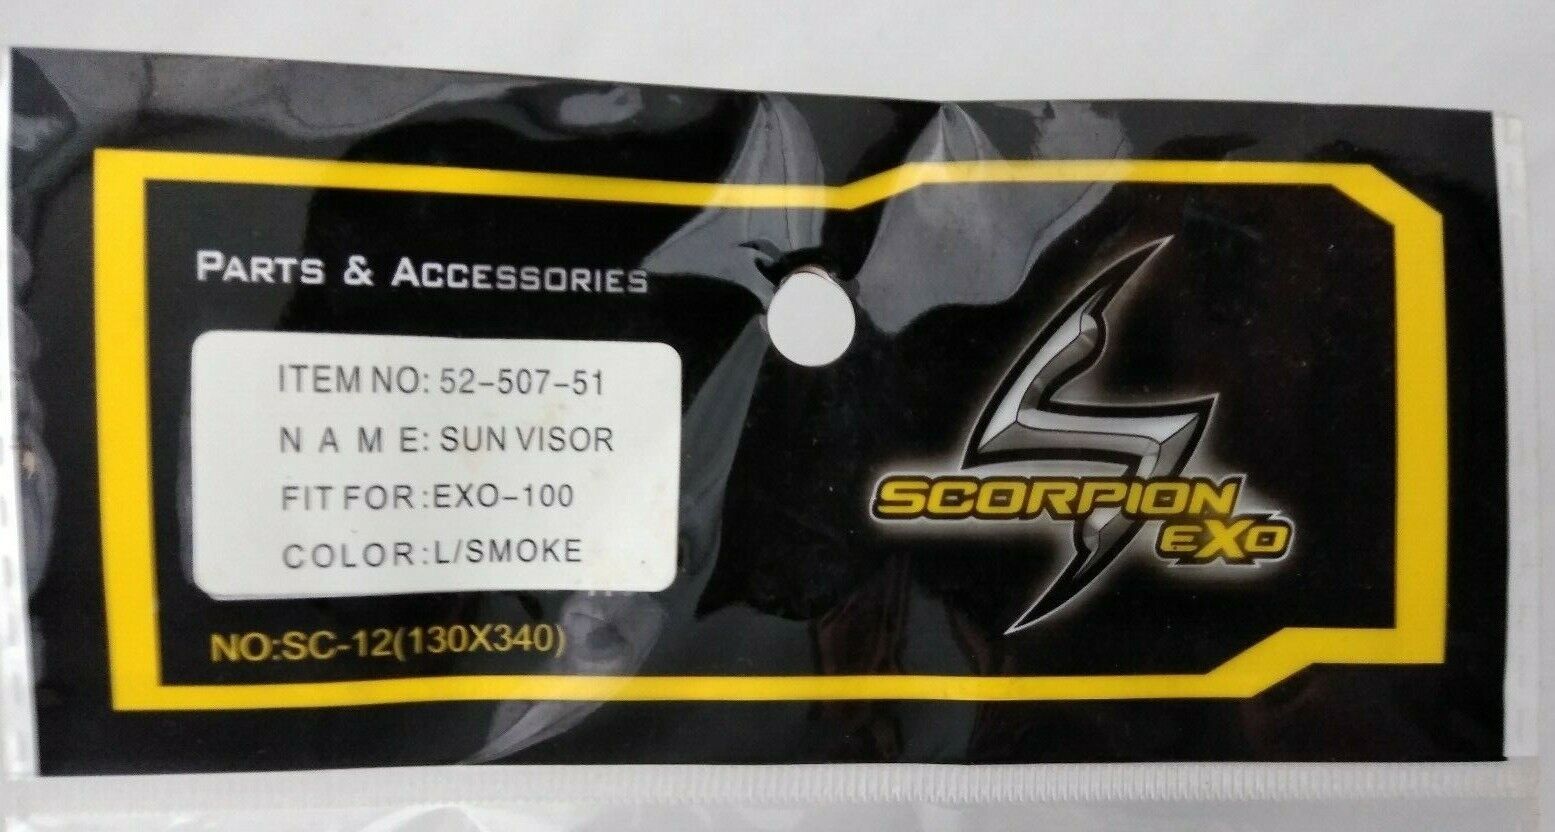 PARTS & ACCESSORIES
ITEM NO: 52-507-51
NAME: SUN VISOR
FIT FOR: EXO-100
COLOR: L/SMOKE
NO:SC-12(130X340)
SCORPION
EXO